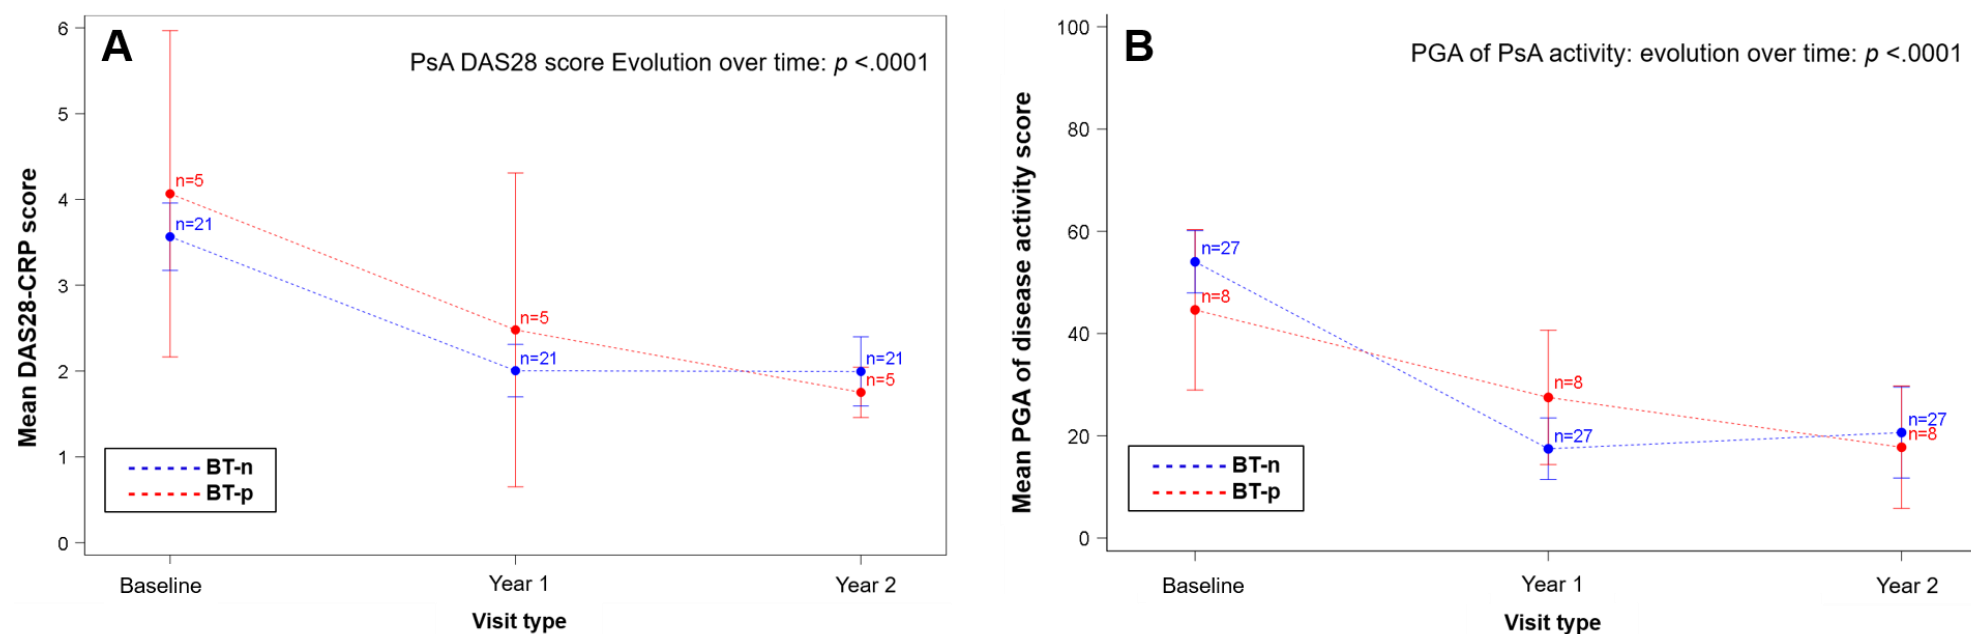 A
PsA DAS28 score Evolution over time: p <.0001
Mean DAS28-CRP score
6
5
4
3
2
1
0
n=5
n=21
n=5
n=21
n=21
n=5
BT-n
BT-p
Baseline
Year 1
Year 2
Visit type
B
PGA of PsA activity: evolution over time: p <.0001
Mean PGA of disease activity score
100
80
60
40
20
0
n=27
n=8
n=8
n=27
n=27
n=8
BT-n
BT-p
Baseline
Year 1
Year 2
Visit type